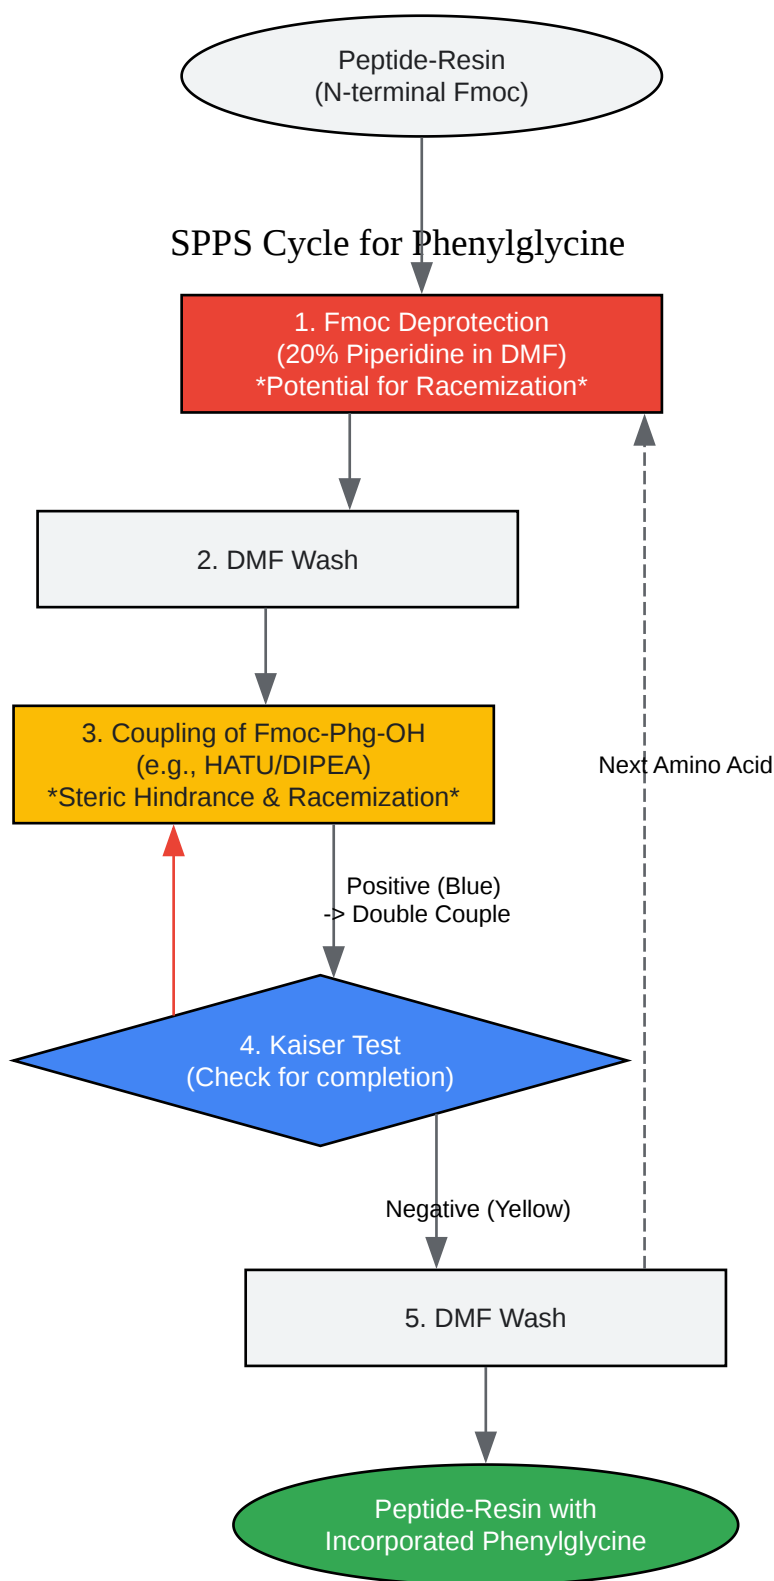 Peptide-Resin
(N-terminal Fmoc)
SPPS Cycle for Phenylglycine
1. Fmoc Deprotection
(20% Piperidine in DMF)
*Potential for Racemization*
2. DMF Wash
3. Coupling of Fmoc-Phg-OH
(e.g., HATU/DIPEA)
*Steric Hindrance & Racemization*
Next Amino Acid
Positive (Blue)
-> Double Couple
4. Kaiser Test
(Check for completion)
Negative (Yellow)
5. DMF Wash
Peptide-Resin with
Incorporated Phenylglycine